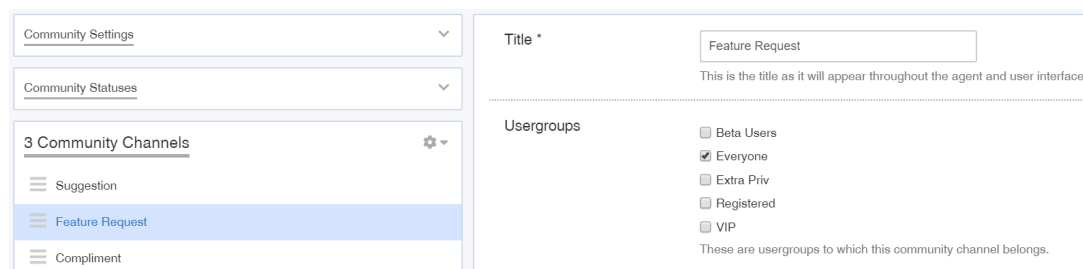 Community Settings
Community Statuses
3 Community Channels
Suggestion
Feature Request
Compliment
Title *
Feature Request
This is the title as it will appear throughout the agent and user interface
Usergroups
Beta Users
Everyone
Extra Priv
Registered
VIP
These are usergroups to which this community channel belongs.